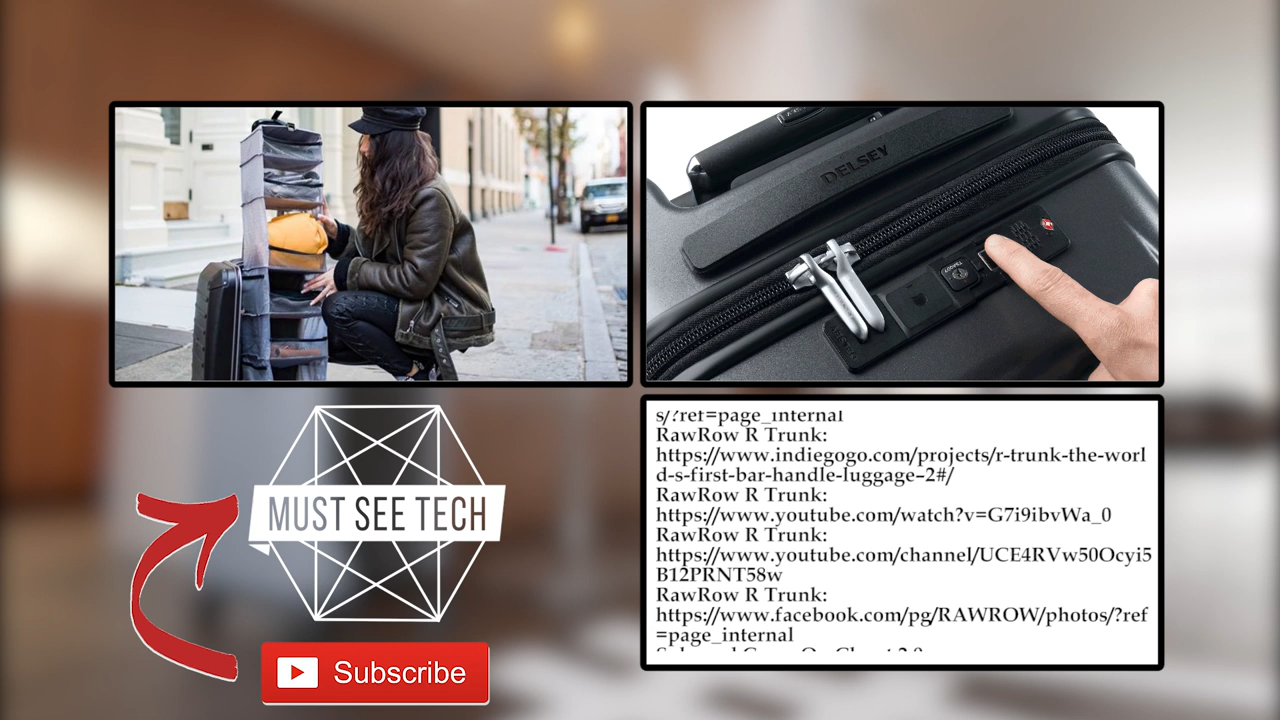 DELSEY
s/?ref=page_internal
RawRow R Trunk:
https://www.indiegogo.com/projects/r-trunk-the-worl
d-s-first-bar-handle-luggage-2#/
RawRow R Trunk:
https://www.youtube.com/watch?v=G7i9ibvWa_0
RawRow R Trunk:
https://www.youtube.com/channel/UCE4RVw50Ocyi5
B12PRNT58w
RawRow R Trunk:
https://www.facebook.com/pg/RAWROW/photos/?ref
=page_internal
MUST SEE TECH
Subscribe